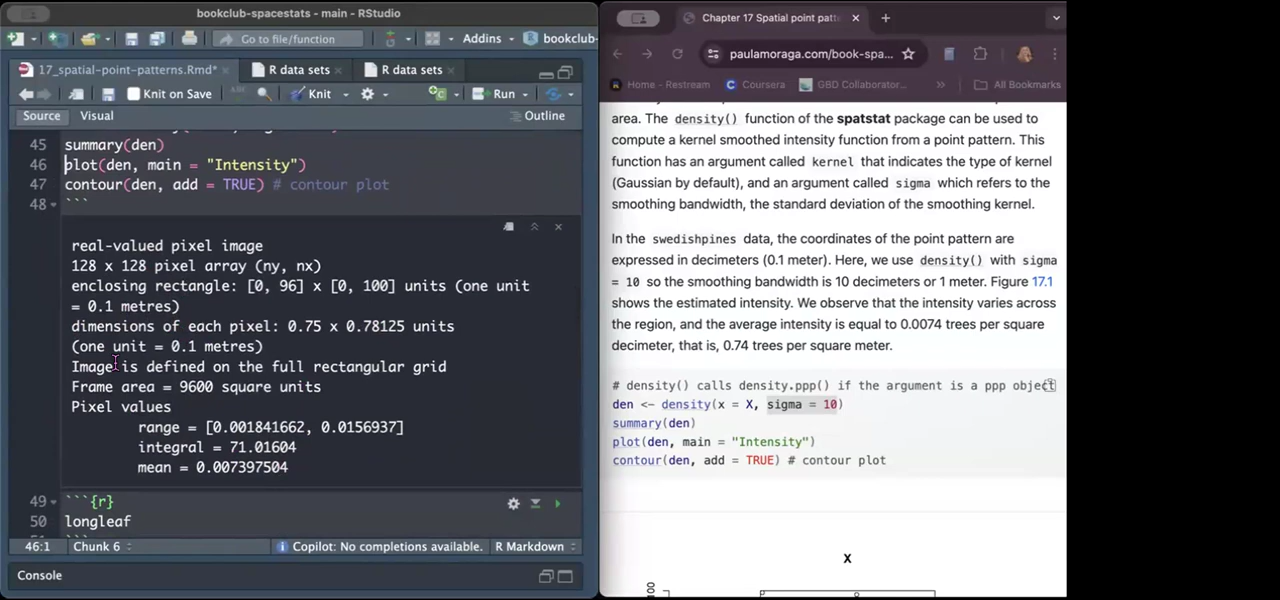 bookclub-spacestats - main - RStudio
Go to file/function
Addins
bookclub-
17_spatial-point-patterns.Rmd*
R data sets
R data sets
Knit on Save
ABC
Knit
Run
Source
Visual
Outline
45 summary(den)
46 plot(den, main = "Intensity")
47 contour(den, add = TRUE) # contour plot
48 ```
real-valued pixel image
128 x 128 pixel array (ny, nx)
enclosing rectangle: [0, 96] x [0, 100] units (one unit
= 0.1 metres)
dimensions of each pixel: 0.75 x 0.78125 units
(one unit = 0.1 metres)
Image is defined on the full rectangular grid
Frame area = 9600 square units
Pixel values
range = [0.001841662, 0.0156937]
integral = 71.01604
mean = 0.007397504
49 ```{r}
50 longleaf
46:1
Chunk 6
Copilot: No completions available.
R Markdown
Console
Chapter 17 Spatial point patt
paulamoraga.com/book-spa...
Home - Restream
Coursera
GBD Collaborator...
All Bookmarks
area. The density() function of the spatstat package can be used to
compute a kernel smoothed intensity function from a point pattern. This
function has an argument called kernel that indicates the type of kernel
(Gaussian by default), and an argument called sigma which refers to the
smoothing bandwidth, the standard deviation of the smoothing kernel.
In the swedishpines data, the coordinates of the point pattern are
expressed in decimeters (0.1 meter). Here, we use density() with sigma
= 10 so the smoothing bandwidth is 10 decimeters or 1 meter. Figure 17.1
shows the estimated intensity. We observe that the intensity varies across
the region, and the average intensity is equal to 0.0074 trees per square
decimeter, that is, 0.74 trees per square meter.
# density() calls density.ppp() if the argument is a ppp object
den <- density(x = X, sigma = 10)
summary(den)
plot(den, main = "Intensity")
contour(den, add = TRUE) # contour plot
X
100